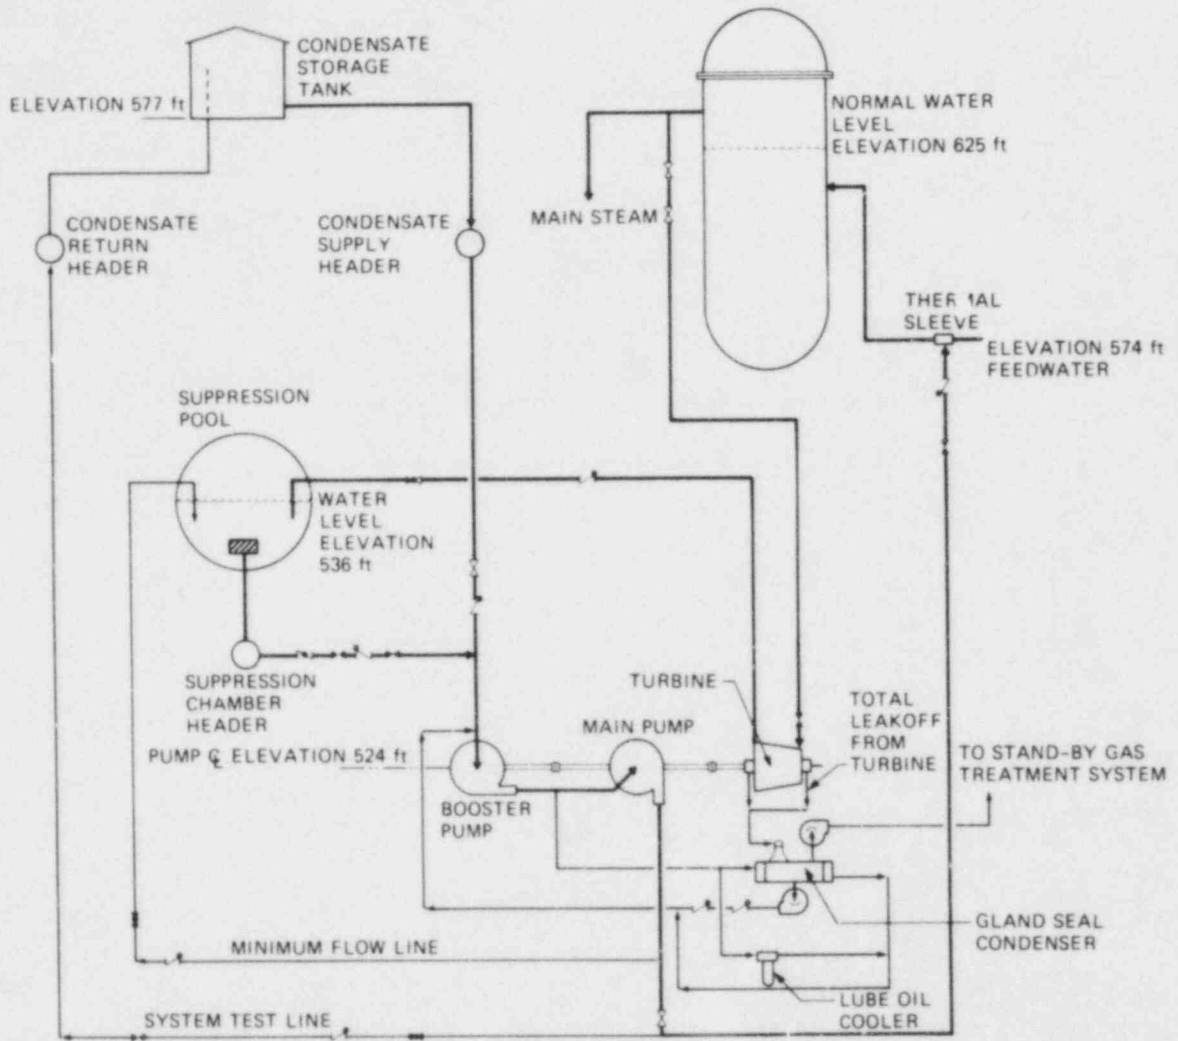 CONDENSATE
STORAGE
TANK
ELEVATION 577 ft
NORMAL WATER
LEVEL
ELEVATION 625 ft
MAIN STEAM
CONDENSATE
RETURN
HEADER
CONDENSATE
SUPPLY
HEADER
THER AL
SLEEVE
ELEVATION 574 ft
FEEDWATER
SUPPRESSION
POOL
WATER
LEVEL
ELEVATION
536 ft
SUPPRESSION
CHAMBER
HEADER
TURBINE
TOTAL
LEAKOFF
FROM
TURBINE
MAIN PUMP
PUMP ℄ ELEVATION 524 ft
BOOSTER
PUMP
TO STAND-BY GAS
TREATMENT SYSTEM
GLAND SEAL
CONDENSER
MINIMUM FLOW LINE
LUBE OIL
COOLER
SYSTEM TEST LINE